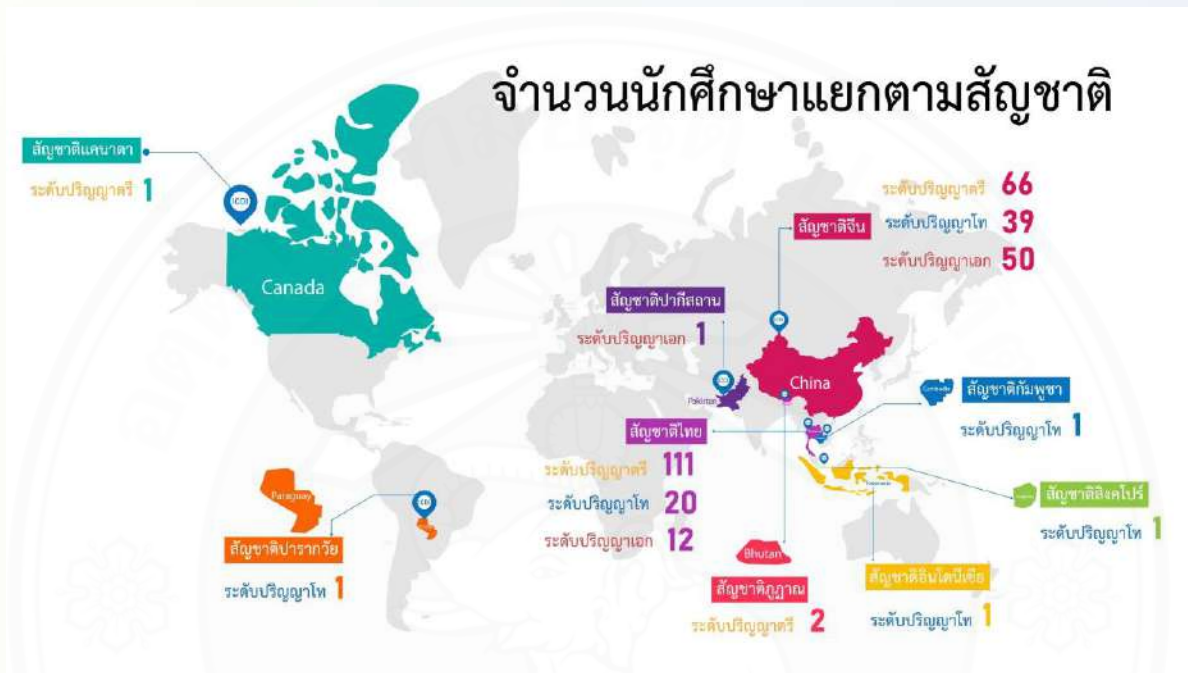 จำนวนนักศึกษาแยกตามสัญชาติ
สัญชาติแคนาดา
ระดับปริญญาตรี 1
ICDI
Canada
ระดับปริญญาตรี 66
สัญชาติจีน
ระดับปริญญาโท 39
ระดับปริญญาเอก 50
สัญชาติปากีสถาน
ระดับปริญญาเอก 1
China
Pakistan
Cambodia
สัญชาติกัมพูชา
ระดับปริญญาโท 1
สัญชาติไทย
ระดับปริญญาตรี 111
ระดับปริญญาโท 20
ระดับปริญญาเอก 12
Paraguay
สัญชาติปารากวัย
ระดับปริญญาโท 1
สัญชาติสิงคโปร์
ระดับปริญญาโท 1
Bhutan
สัญชาติภูฏาณ
ระดับปริญญาตรี 2
สัญชาติอินโดนีเซีย
ระดับปริญญาโท 1